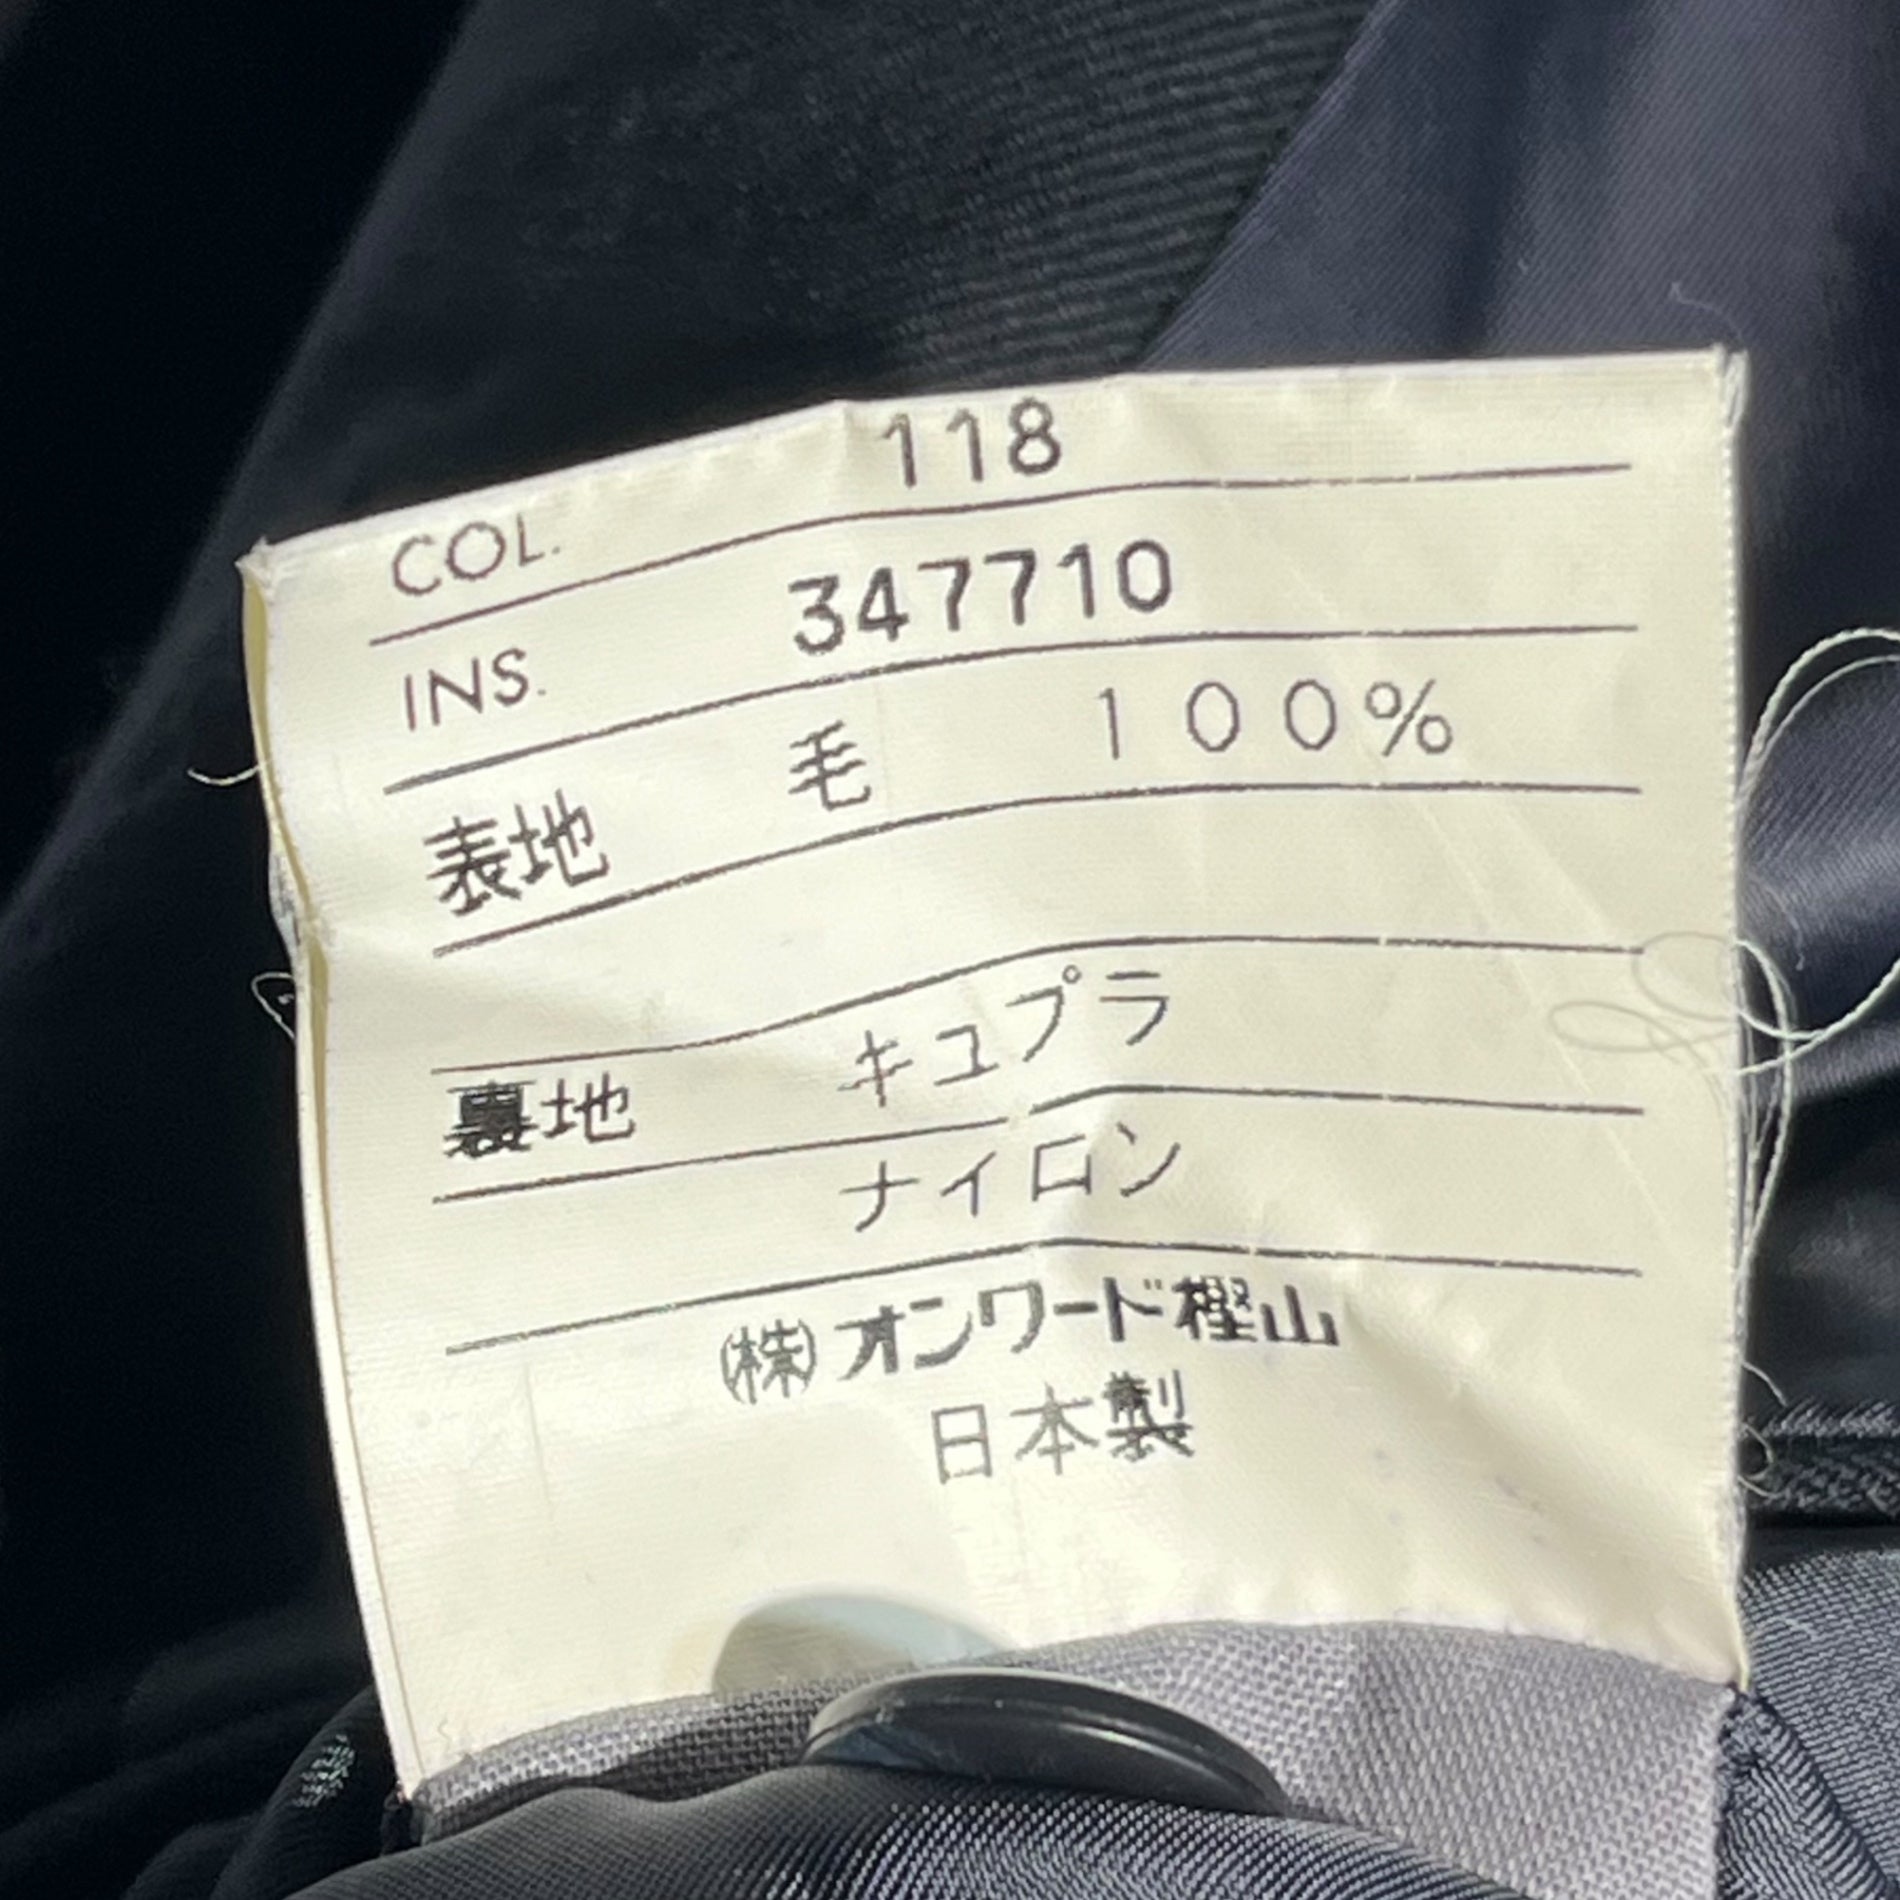 COL. 118
INS. 347710
表地 毛 100%
裏地 キュプラ
ナイロン
(株)オンワード樫山
日本製